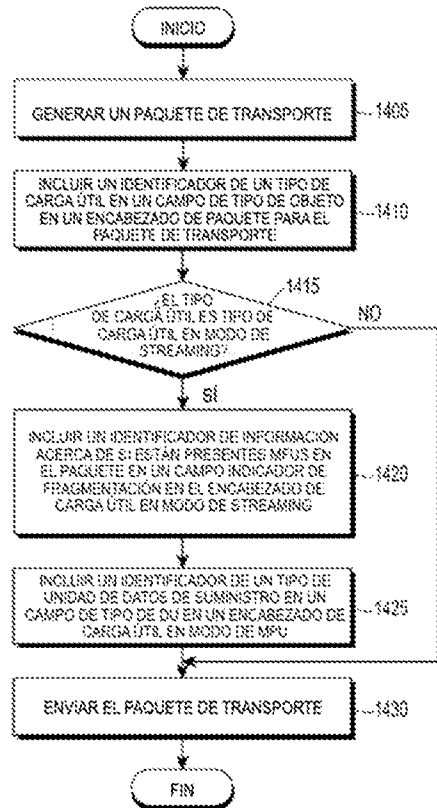 INICIO
GENERAR UN PAQUETE DE TRANSPORTE
1405
INCLUIR UN IDENTIFICADOR DE UN TIPO DE
CARGA ÚTIL EN UN CAMPO DE TIPO DE OBJETO
EN UN ENCABEZADO DE PAQUETE PARA EL
PAQUETE DE TRANSPORTE
1410
1415
¿EL TIPO
DE CARGA ÚTIL ES TIPO DE
CARGA ÚTIL EN MODO DE
STREAMING?
NO
SÍ
INCLUIR UN IDENTIFICADOR DE INFORMACIÓN
ACERCA DE SI ESTÁN PRESENTES MFUS EN
EL PAQUETE EN UN CAMPO INDICADOR DE
FRAGMENTACIÓN EN EL ENCABEZADO DE
CARGA ÚTIL EN MODO DE STREAMING
1420
INCLUIR UN IDENTIFICADOR DE UN TIPO DE
UNIDAD DE DATOS DE SUMINISTRO EN UN
CAMPO DE TIPO DE DU EN UN ENCABEZADO DE
CARGA ÚTIL EN MODO DE MPU
1425
ENVIAR EL PAQUETE DE TRANSPORTE
1430
FIN